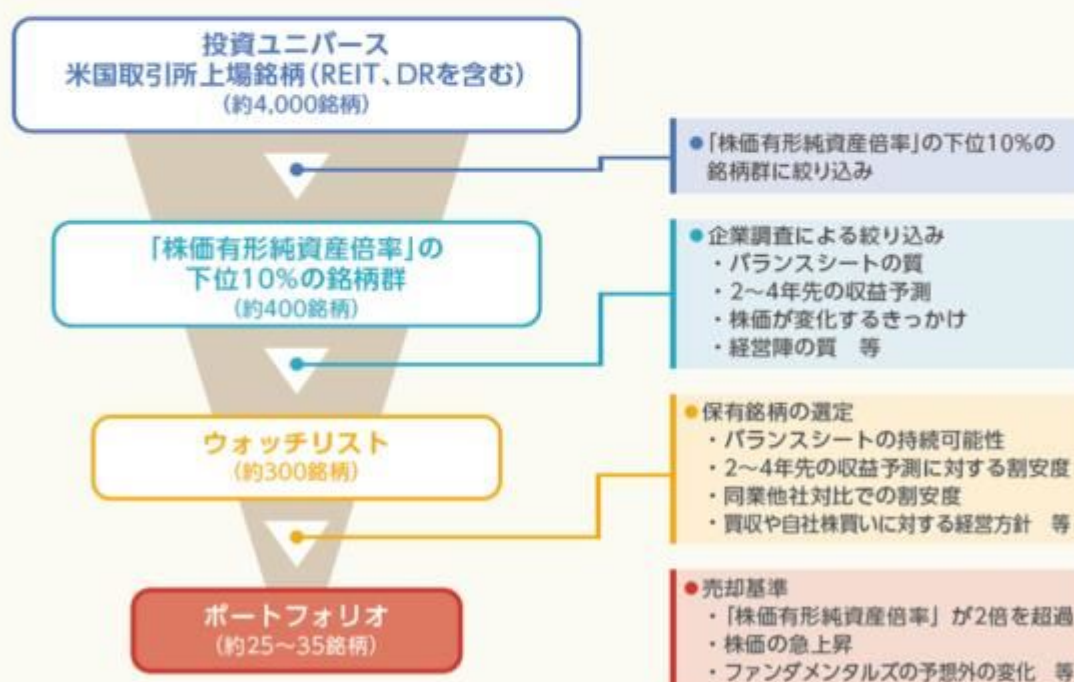 投資ユニバース
米国取引所上場銘柄(REIT、DRを含む)
(約4,000銘柄)
●「株価有形純資産倍率」の下位10%の
銘柄群に絞り込み
「株価有形純資産倍率」の
下位10%の銘柄群
(約400銘柄)
●企業調査による絞り込み
・バランスシートの質
・2〜4年先の収益予測
・株価が変化するきっかけ
・経営陣の質 等
ウォッチリスト
(約300銘柄)
●保有銘柄の選定
・バランスシートの持続可能性
・2〜4年先の収益予測に対する割安度
・同業他社対比での割安度
・買収や自社株買いに対する経営方針 等
ポートフォリオ
(約25〜35銘柄)
●売却基準
・「株価有形純資産倍率」が2倍を超過
・株価の急上昇
・ファンダメンタルズの予想外の変化 等